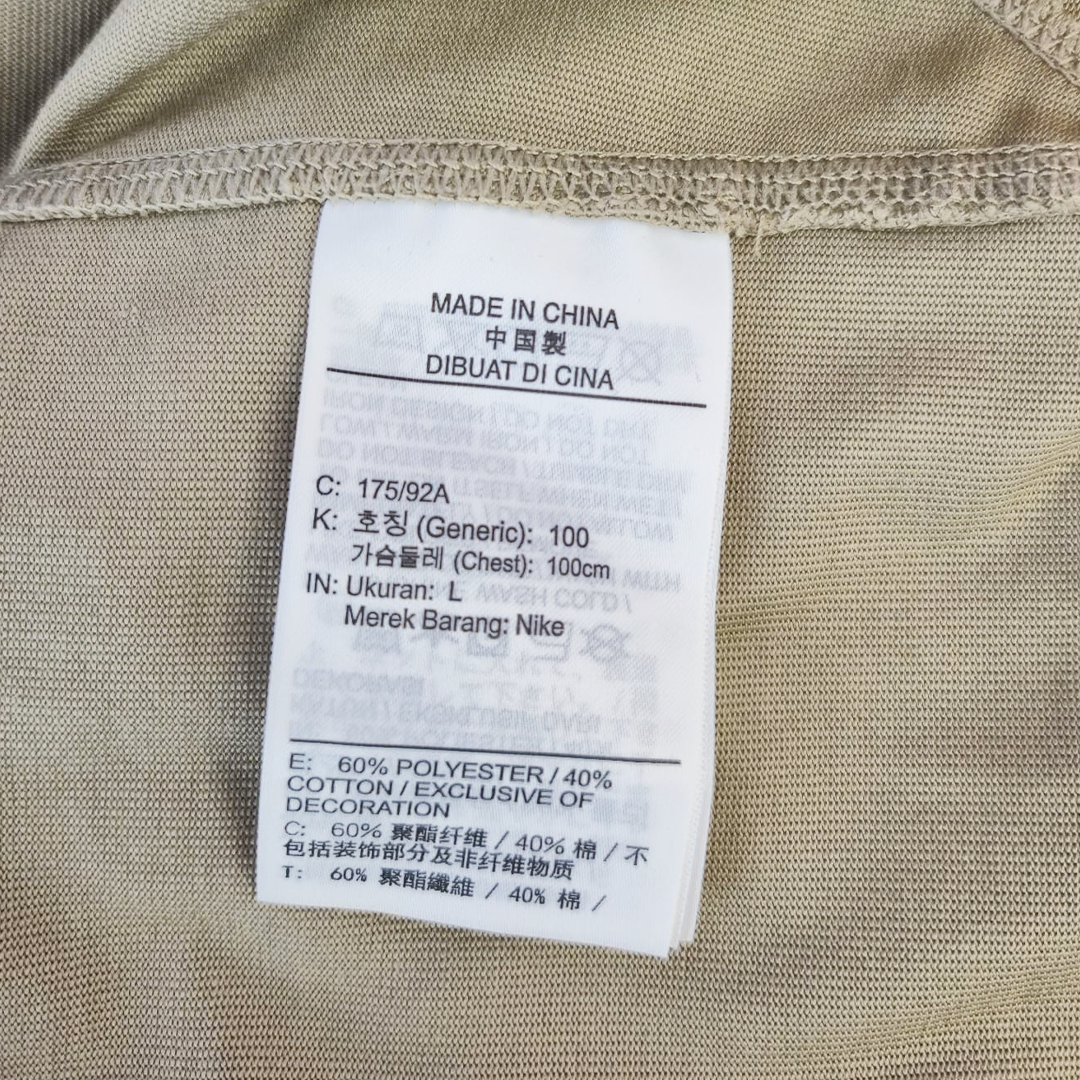 MADE IN CHINA
中国製
DIBUAT DI CINA
C: 175/92A
K: 호칭 (Generic): 100
가슴둘레 (Chest): 100cm
IN: Ukuran: L
Merek Barang: Nike
E: 60% POLYESTER / 40%
COTTON / EXCLUSIVE OF
DECORATION
C: 60% 聚酯纤维 / 40% 棉 / 不
包括装饰部分及非纤维物质
T: 60% 聚酯纖維 / 40% 棉 /